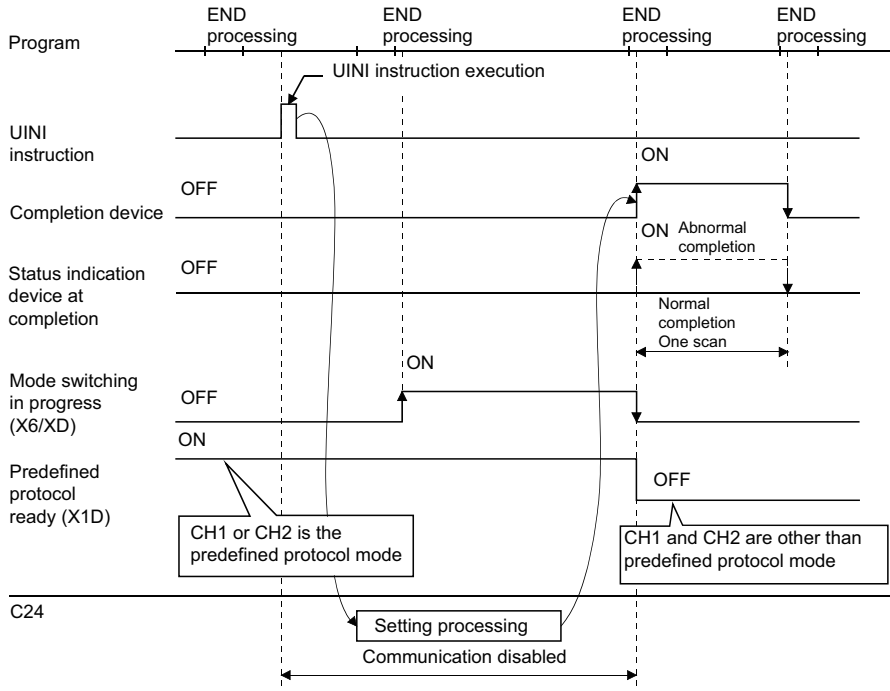 END
processing
END
processing
END
processing
END
processing
Program
UINI instruction execution
UINI
instruction
ON
OFF
Completion device
ON
Abnormal
completion
OFF
Status indication
device at
completion
Normal
completion
One scan
ON
Mode switching
in progress
(X6/XD)
OFF
ON
Predefined
protocol
ready (X1D)
OFF
CH1 or CH2 is the
predefined protocol mode
CH1 and CH2 are other than
predefined protocol mode
C24
Setting processing
Communication disabled